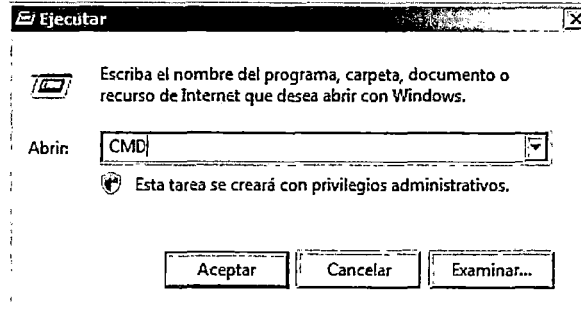 Ejecutar
Escriba el nombre del programa, carpeta, documento o
recurso de Internet que desea abrir con Windows.
Abrir: CMD
Esta tarea se creará con privilegios administrativos.
Aceptar Cancelar Examinar...